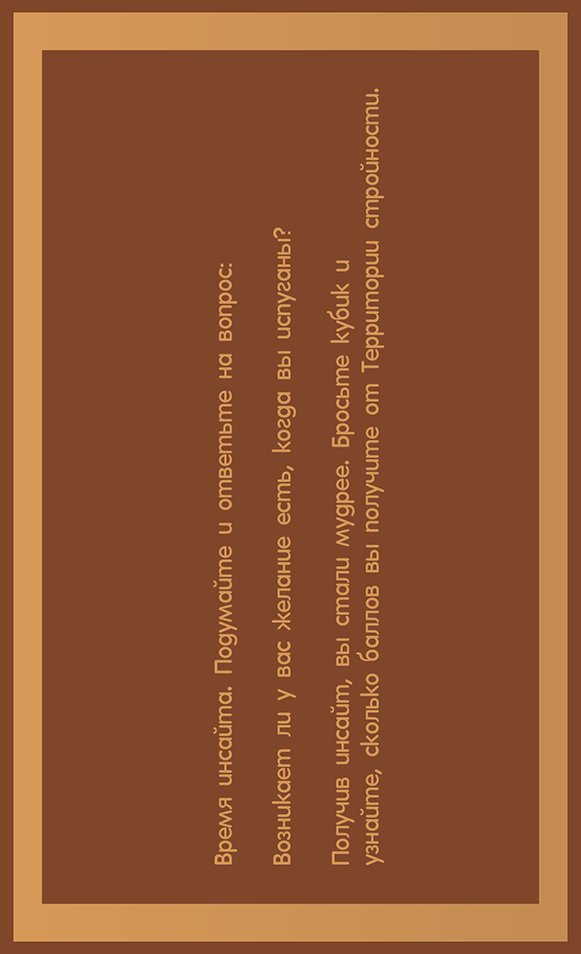 Время инсайта. Подумайте и ответьте на вопрос:
Возникает ли у вас желание есть, когда вы испуганы?
Получив инсайт, вы стали мудрее. Бросьте кубик и
узнайте, сколько баллов вы получите от Территории стройности.